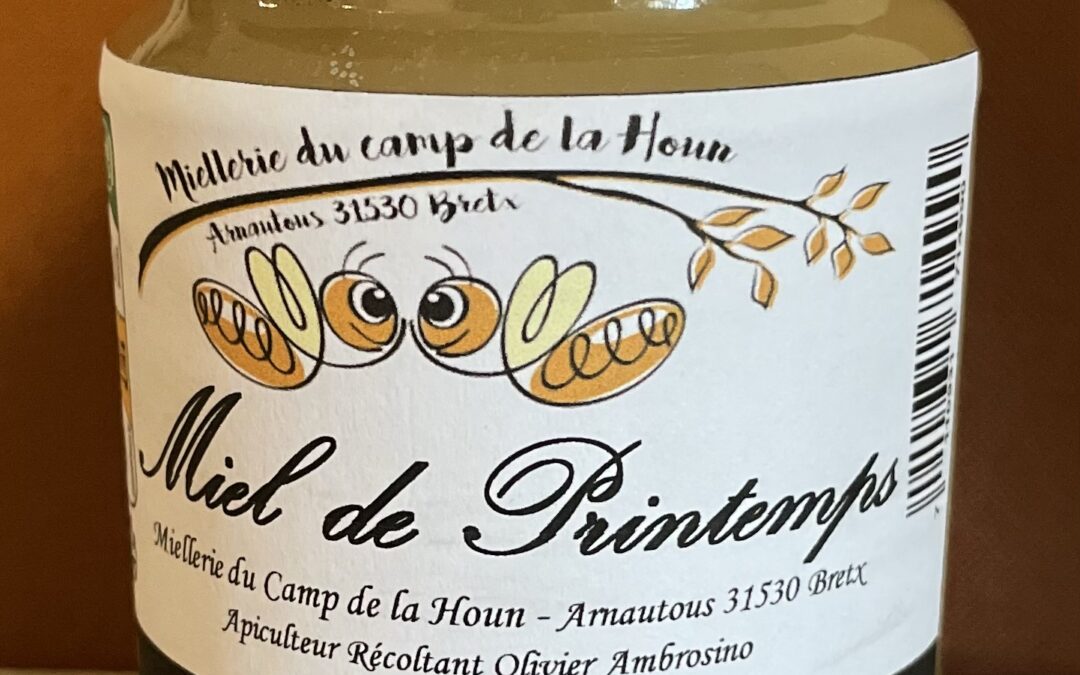 Miellerie du camp de la Houn
Arnautous 31530 Bretx
Miel de Printemps
Miellerie du Camp de la Houn - Arnautous 31530 Bretx
Apiculteur Récoltant Olivier Ambrosino